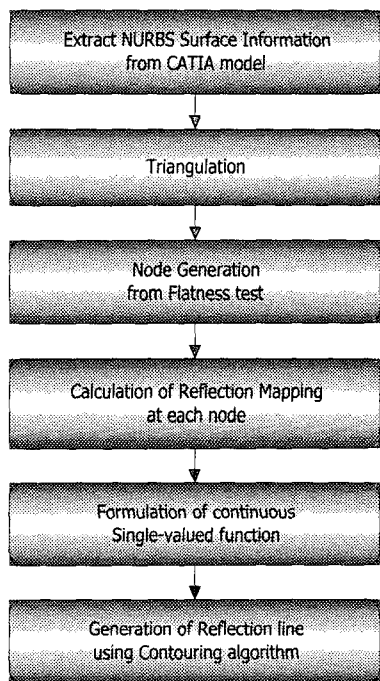 Extract NURBS Surface Information
from CATIA model
Triangulation
Node Generation
from Flatness test
Calculation of Reflection Mapping
at each node
Formulation of continuous
Single-valued function
Generation of Reflection line
using Contouring algorithm